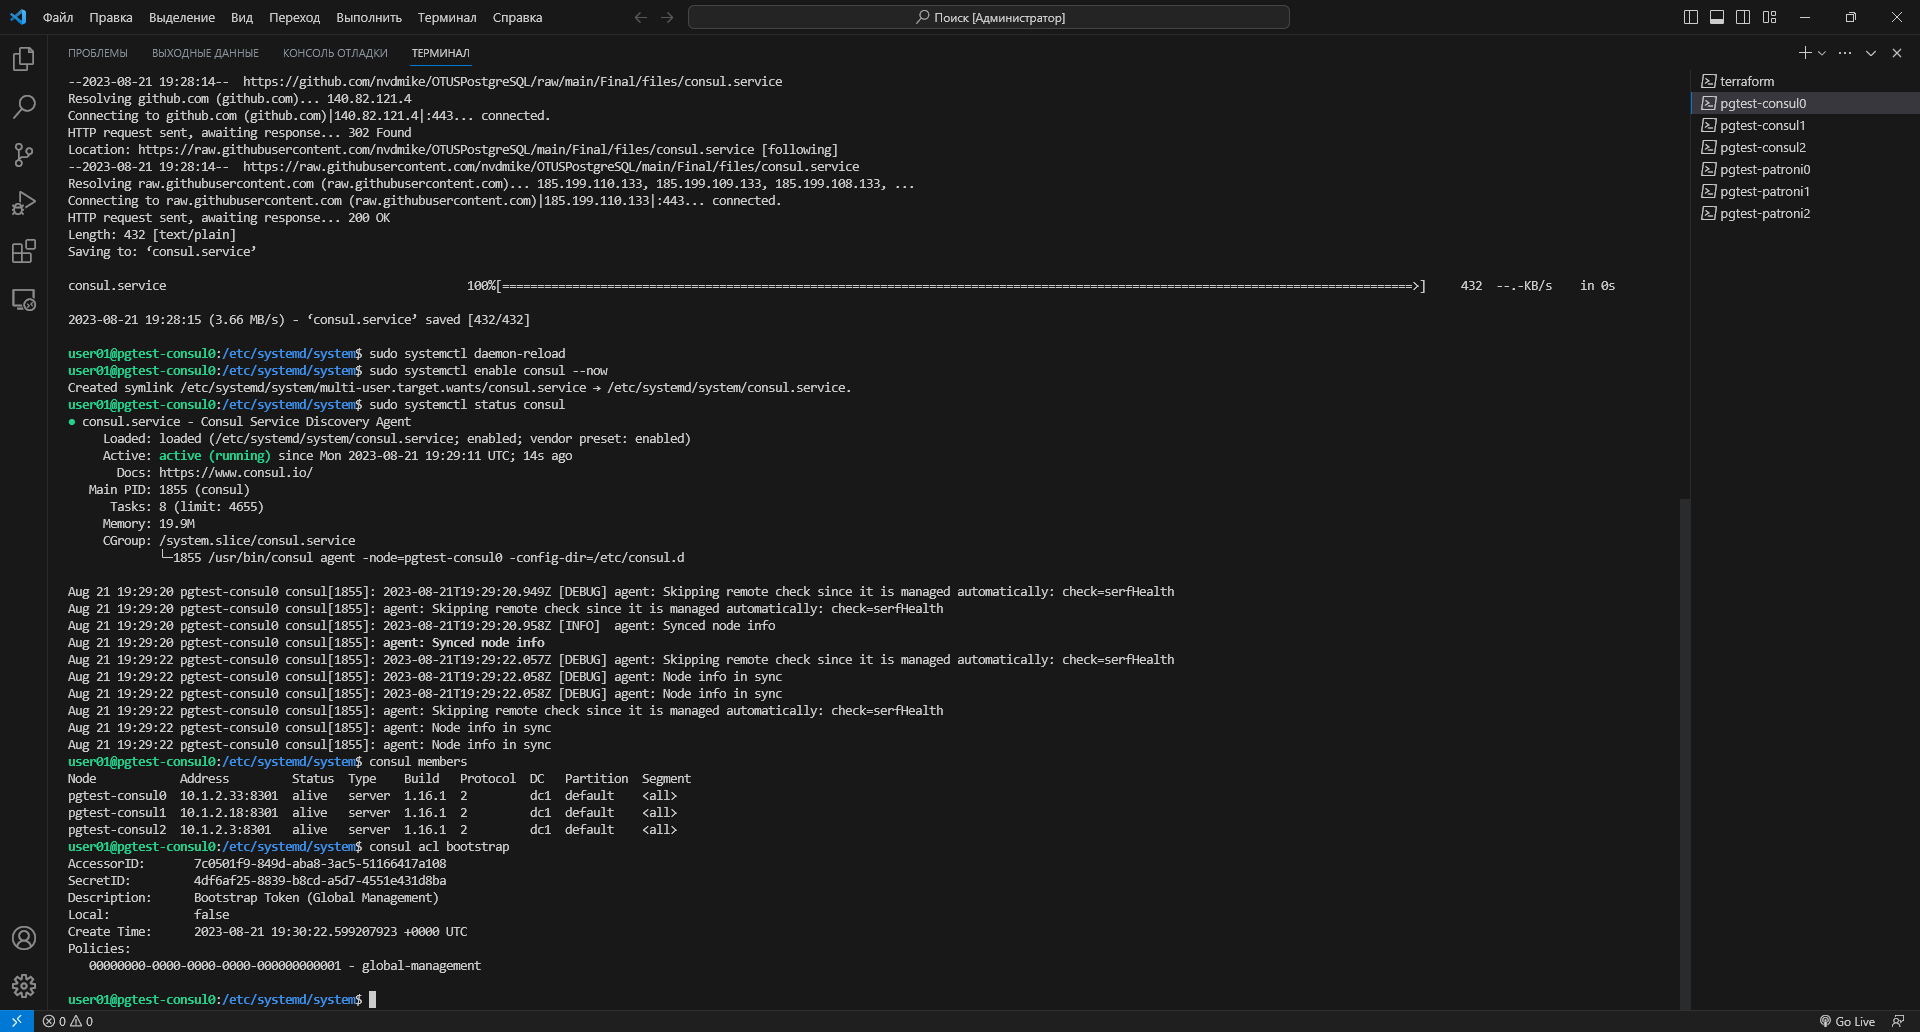 Файл Правка Выделение Вид Переход Выполнить Терминал Справка
Поиск [Администратор]
ПРОБЛЕМЫ ВЫХОДНЫЕ ДАННЫЕ КОНСОЛЬ ОТЛАДКИ ТЕРМИНАЛ
--2023-08-21 19:28:14--  https://github.com/nvdmike/OTUSPostgreSQL/raw/main/Final/files/consul.service
Resolving github.com (github.com)... 140.82.121.4
Connecting to github.com (github.com)|140.82.121.4|:443... connected.
HTTP request sent, awaiting response... 302 Found
Location: https://raw.githubusercontent.com/nvdmike/OTUSPostgreSQL/main/Final/files/consul.service [following]
--2023-08-21 19:28:14--  https://raw.githubusercontent.com/nvdmike/OTUSPostgreSQL/main/Final/files/consul.service
Resolving raw.githubusercontent.com (raw.githubusercontent.com)... 185.199.110.133, 185.199.109.133, 185.199.108.133, ...
Connecting to raw.githubusercontent.com (raw.githubusercontent.com)|185.199.110.133|:443... connected.
HTTP request sent, awaiting response... 200 OK
Length: 432 [text/plain]
Saving to: ‘consul.service’
consul.service 100%[==================================================================================================================================>] 432 --.-KB/s in 0s
2023-08-21 19:28:15 (3.66 MB/s) - ‘consul.service’ saved [432/432]
user01@pgtest-consul0:/etc/systemd/system$ sudo systemctl daemon-reload
user01@pgtest-consul0:/etc/systemd/system$ sudo systemctl enable consul --now
Created symlink /etc/systemd/system/multi-user.target.wants/consul.service → /etc/systemd/system/consul.service.
user01@pgtest-consul0:/etc/systemd/system$ sudo systemctl status consul
● consul.service - Consul Service Discovery Agent
Loaded: loaded (/etc/systemd/system/consul.service; enabled; vendor preset: enabled)
Active: active (running) since Mon 2023-08-21 19:29:11 UTC; 14s ago
Docs: https://www.consul.io/
Main PID: 1855 (consul)
Tasks: 8 (limit: 4655)
Memory: 19.9M
CGroup: /system.slice/consul.service
└─1855 /usr/bin/consul agent -node=pgtest-consul0 -config-dir=/etc/consul.d
Aug 21 19:29:20 pgtest-consul0 consul[1855]: 2023-08-21T19:29:20.949Z [DEBUG] agent: Skipping remote check since it is managed automatically: check=serfHealth
Aug 21 19:29:20 pgtest-consul0 consul[1855]: agent: Skipping remote check since it is managed automatically: check=serfHealth
Aug 21 19:29:20 pgtest-consul0 consul[1855]: 2023-08-21T19:29:20.958Z [INFO]  agent: Synced node info
Aug 21 19:29:20 pgtest-consul0 consul[1855]: agent: Synced node info
Aug 21 19:29:22 pgtest-consul0 consul[1855]: 2023-08-21T19:29:22.057Z [DEBUG] agent: Skipping remote check since it is managed automatically: check=serfHealth
Aug 21 19:29:22 pgtest-consul0 consul[1855]: 2023-08-21T19:29:22.058Z [DEBUG] agent: Node info in sync
Aug 21 19:29:22 pgtest-consul0 consul[1855]: 2023-08-21T19:29:22.058Z [DEBUG] agent: Node info in sync
Aug 21 19:29:22 pgtest-consul0 consul[1855]: agent: Skipping remote check since it is managed automatically: check=serfHealth
Aug 21 19:29:22 pgtest-consul0 consul[1855]: agent: Node info in sync
Aug 21 19:29:22 pgtest-consul0 consul[1855]: agent: Node info in sync
user01@pgtest-consul0:/etc/systemd/system$ consul members
Node Address Status Type Build Protocol DC Partition Segment
pgtest-consul0 10.1.2.33:8301 alive server 1.16.1 2 dc1 default <all>
pgtest-consul1 10.1.2.18:8301 alive server 1.16.1 2 dc1 default <all>
pgtest-consul2 10.1.2.3:8301 alive server 1.16.1 2 dc1 default <all>
user01@pgtest-consul0:/etc/systemd/system$ consul acl bootstrap
AccessorID: 7c0501f9-849d-aba8-3ac5-51166417a108
SecretID: 4df6af25-8839-b8cd-a5d7-4551e431d8ba
Description: Bootstrap Token (Global Management)
Local: false
Create Time: 2023-08-21 19:30:22.599207923 +0000 UTC
Policies:
00000000-0000-0000-0000-000000000001 - global-management
user01@pgtest-consul0:/etc/systemd/system$
terraform
pgtest-consul0
pgtest-consul1
pgtest-consul2
pgtest-patroni0
pgtest-patroni1
pgtest-patroni2
0 0
Go Live